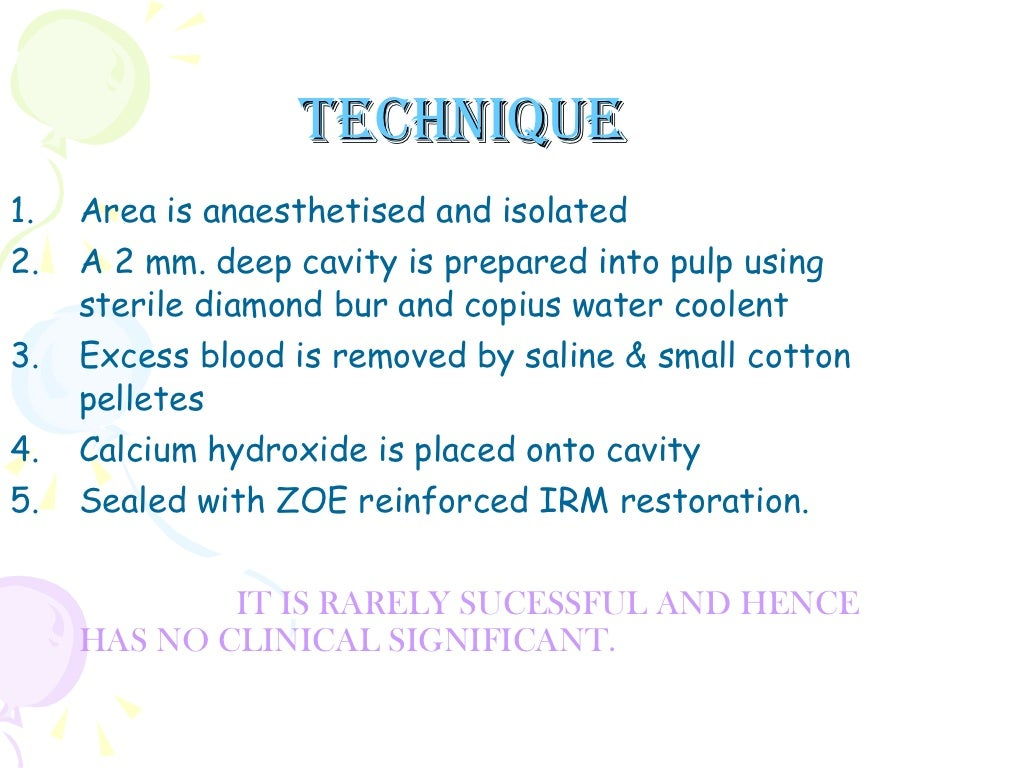 TECHNIQUE
1. Area is anaesthetised and isolated
2. A 2 mm. deep cavity is prepared into pulp using
sterile diamond bur and copius water coolent
3. Excess blood is removed by saline & small cotton
pelletes
4. Calcium hydroxide is placed onto cavity
5. Sealed with ZOE reinforced IRM restoration.
IT IS RARELY SUCESSFUL AND HENCE
HAS NO CLINICAL SIGNIFICANT.